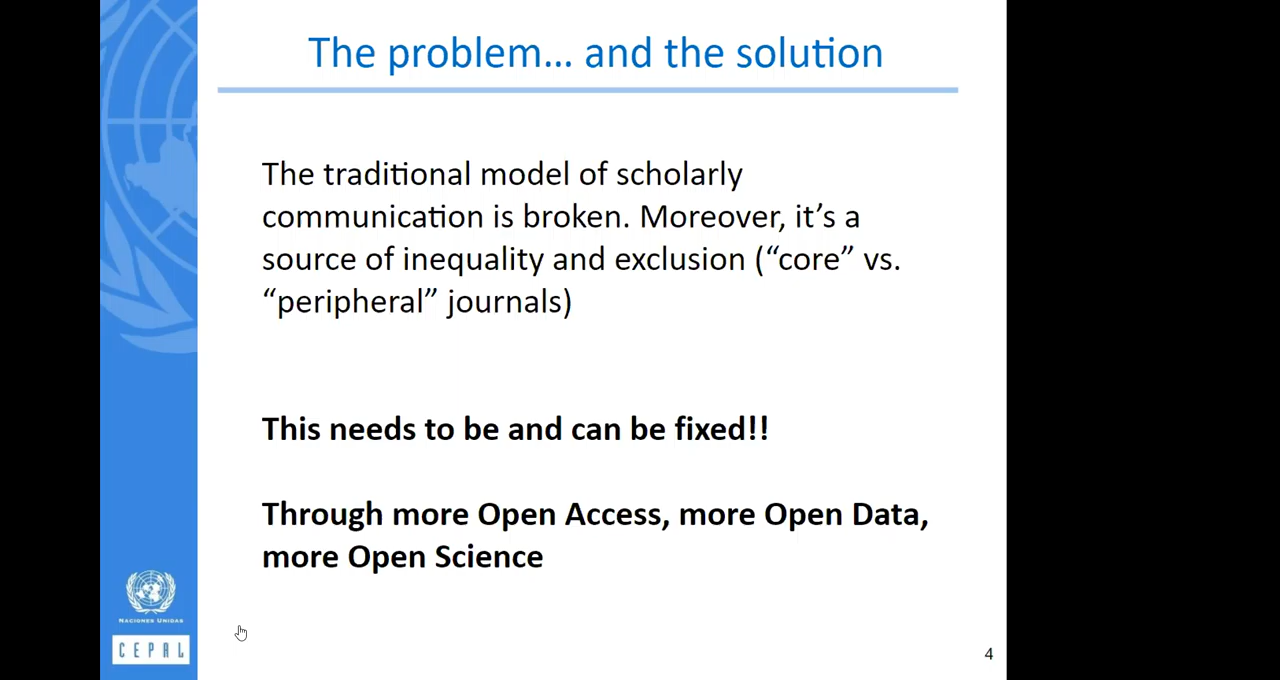 The problem... and the solution
The traditional model of scholarly
communication is broken. Moreover, it’s a
source of inequality and exclusion (“core” vs.
“peripheral” journals)
This needs to be and can be fixed!!
Through more Open Access, more Open Data,
more Open Science
NACIONES UNIDAS
CEPAL
4